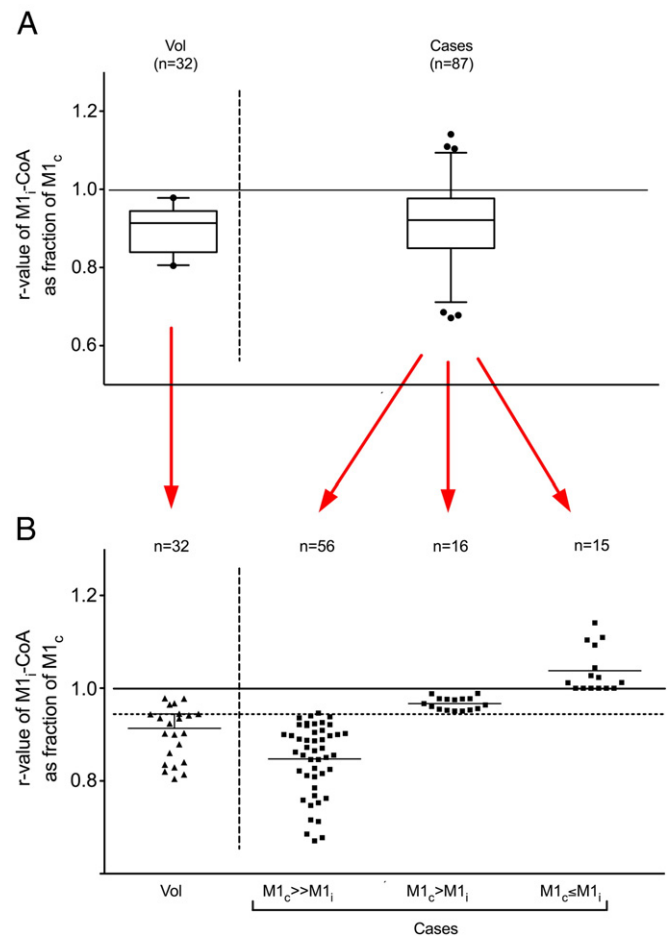 A
Vol
(n=32)
Cases
(n=87)
r-value of M1i-CoA
as fraction of M1c
1.2
1.0
0.8
0.6
B
n=32
n=56
n=16
n=15
r-value of M1i-CoA
as fraction of M1c
1.2
1.0
0.8
Vol
M1c>>M1i
M1c>M1i
M1c≤M1i
Cases